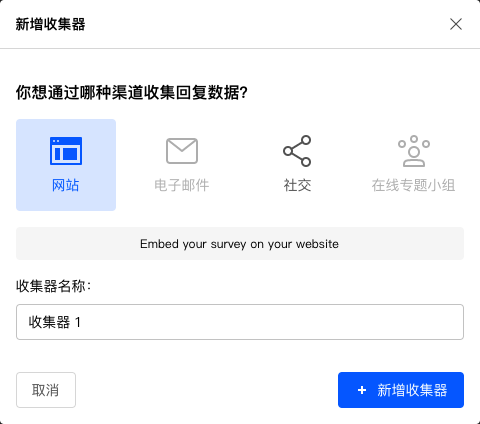 新增收集器
你想通过哪种渠道收集回复数据?
网站
电子邮件
社交
在线专题小组
Embed your survey on your website
收集器名称:
收集器 1
取消
+ 新增收集器